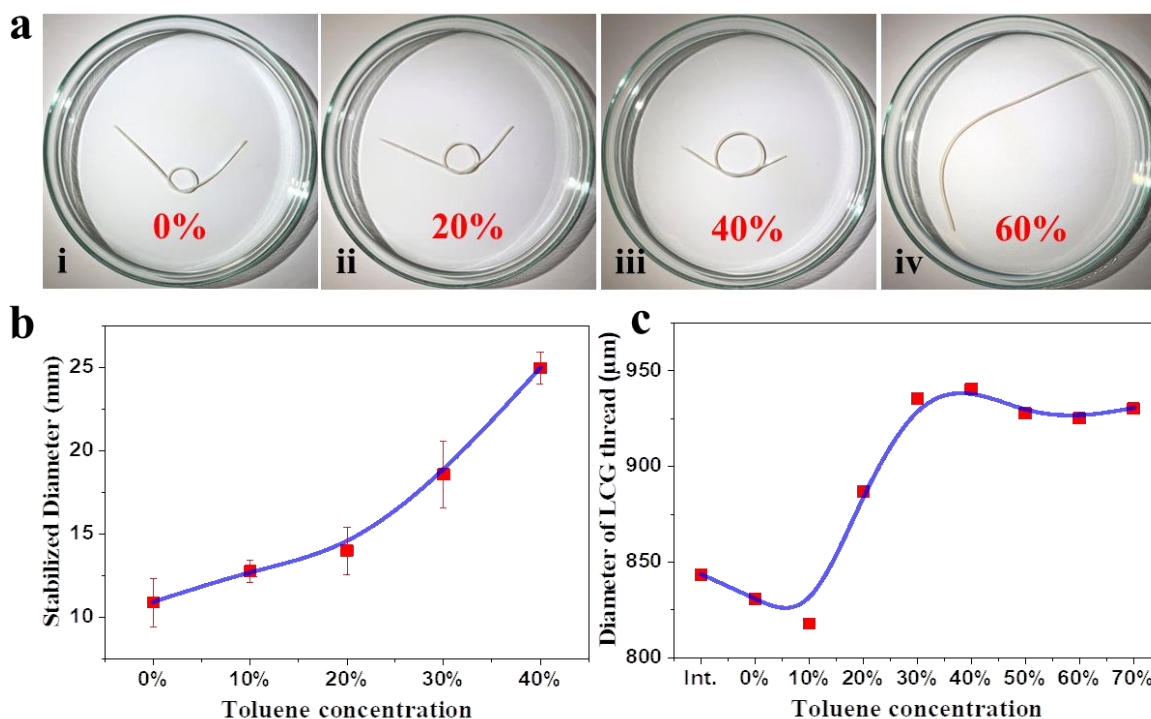 a
0%
20%
40%
60%
i
ii
iii
iv
b
Stabilized Diameter (mm)
25
20
15
10
0% 10% 20% 30% 40%
Toluene concentration
c
Diameter of LCG thread (μm)
950
900
850
800
Int. 0% 10% 20% 30% 40% 50% 60% 70%
Toluene concentration